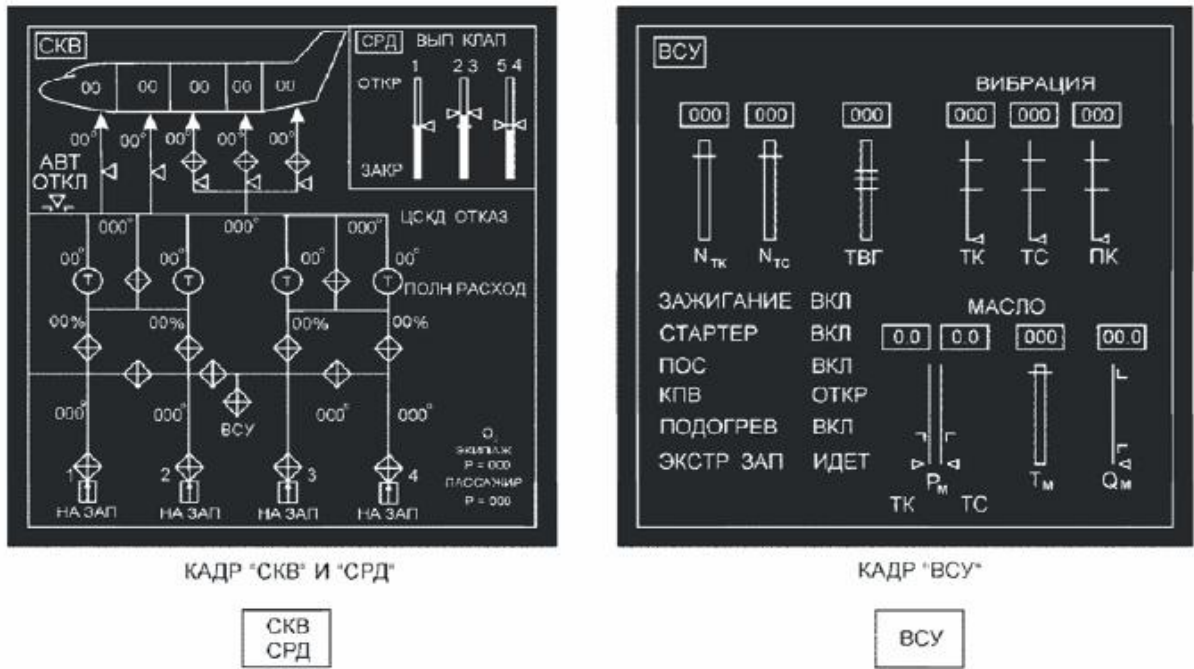 СКВ
00 00 00 00 00
00° 00° 00° 00° 00°
АВТ
ОТКЛ
СРД ВЫП КЛАП
1 2 3 5 4
ОТКР
ЗАКР
ЦСКД ОТКАЗ
000° 000° 000°
00° 00° 00° 00°
Т Т Т Т
ПОЛН РАСХОД
00% 00% 00% 00%
000° 000° 000° 000°
ВСУ
O₂
ЭКИПАЖ
P = 000
ПАССАЖИР
P = 000
1 2 3 4
НА ЗАП НА ЗАП НА ЗАП НА ЗАП
КАДР "СКВ" И "СРД"
СКВ
СРД
ВСУ
ВИБРАЦИЯ
000 000 000 000 000 000
NТК NТС ТВГ ТК ТС ПК
ЗАЖИГАНИЕ ВКЛ
СТАРТЕР ВКЛ
ПОС ВКЛ
КПВ ОТКР
ПОДОГРЕВ ВКЛ
ЭКСТР ЗАП ИДЕТ
МАСЛО
0.0 0.0 000 00.0
PМ TМ QМ
ТК ТС
КАДР "ВСУ"
ВСУ